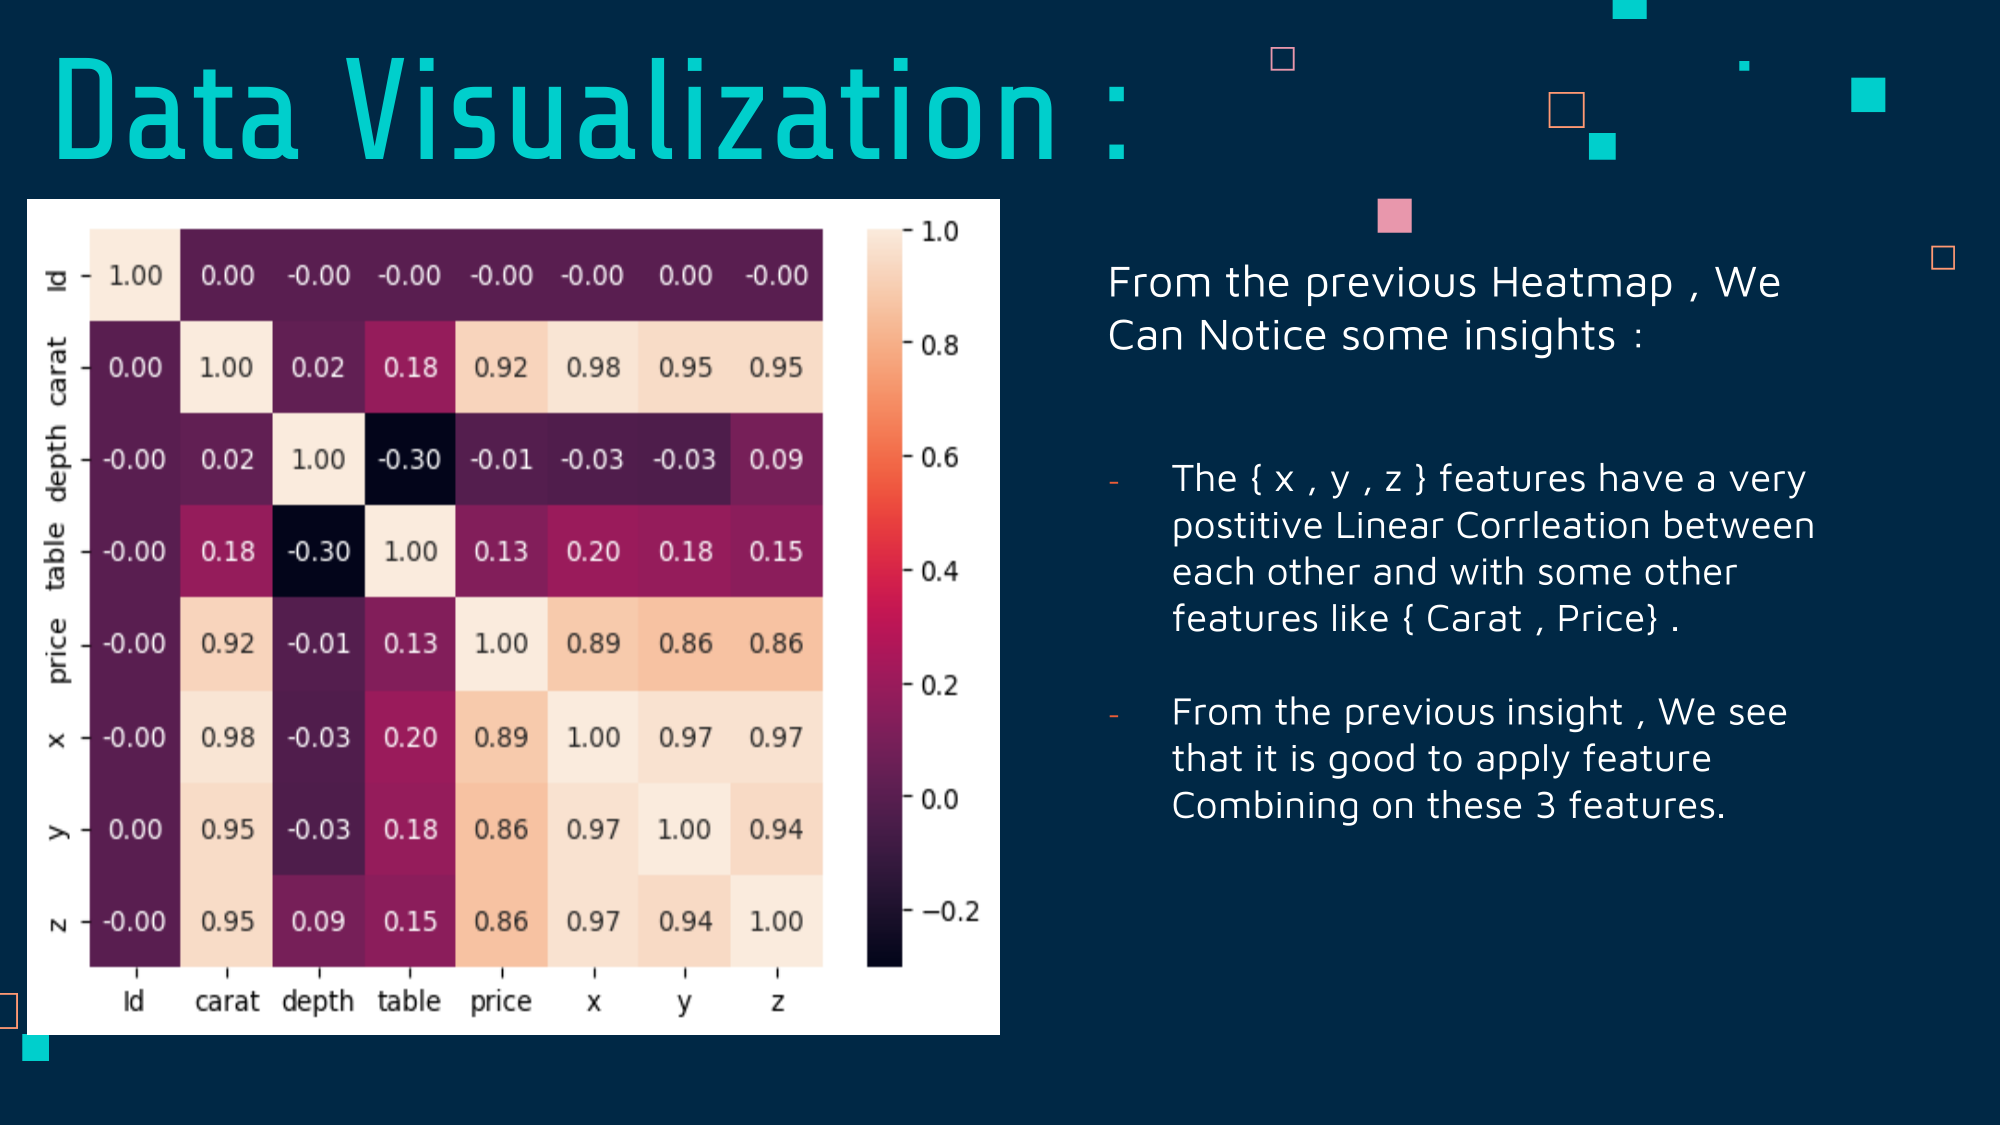 Data Visualization :
Id 1.00 0.00 -0.00 -0.00 -0.00 -0.00 0.00 -0.00
carat 0.00 1.00 0.02 0.18 0.92 0.98 0.95 0.95
depth -0.00 0.02 1.00 -0.30 -0.01 -0.03 -0.03 0.09
table -0.00 0.18 -0.30 1.00 0.13 0.20 0.18 0.15
price -0.00 0.92 -0.01 0.13 1.00 0.89 0.86 0.86
x -0.00 0.98 -0.03 0.20 0.89 1.00 0.97 0.97
y 0.00 0.95 -0.03 0.18 0.86 0.97 1.00 0.94
z -0.00 0.95 0.09 0.15 0.86 0.97 0.94 1.00
Id carat depth table price x y z
1.0
0.8
0.6
0.4
0.2
0.0
−0.2
From the previous Heatmap , We
Can Notice some insights :
- The { x , y , z } features have a very
postitive Linear Corrleation between
each other and with some other
features like { Carat , Price} .
- From the previous insight , We see
that it is good to apply feature
Combining on these 3 features.